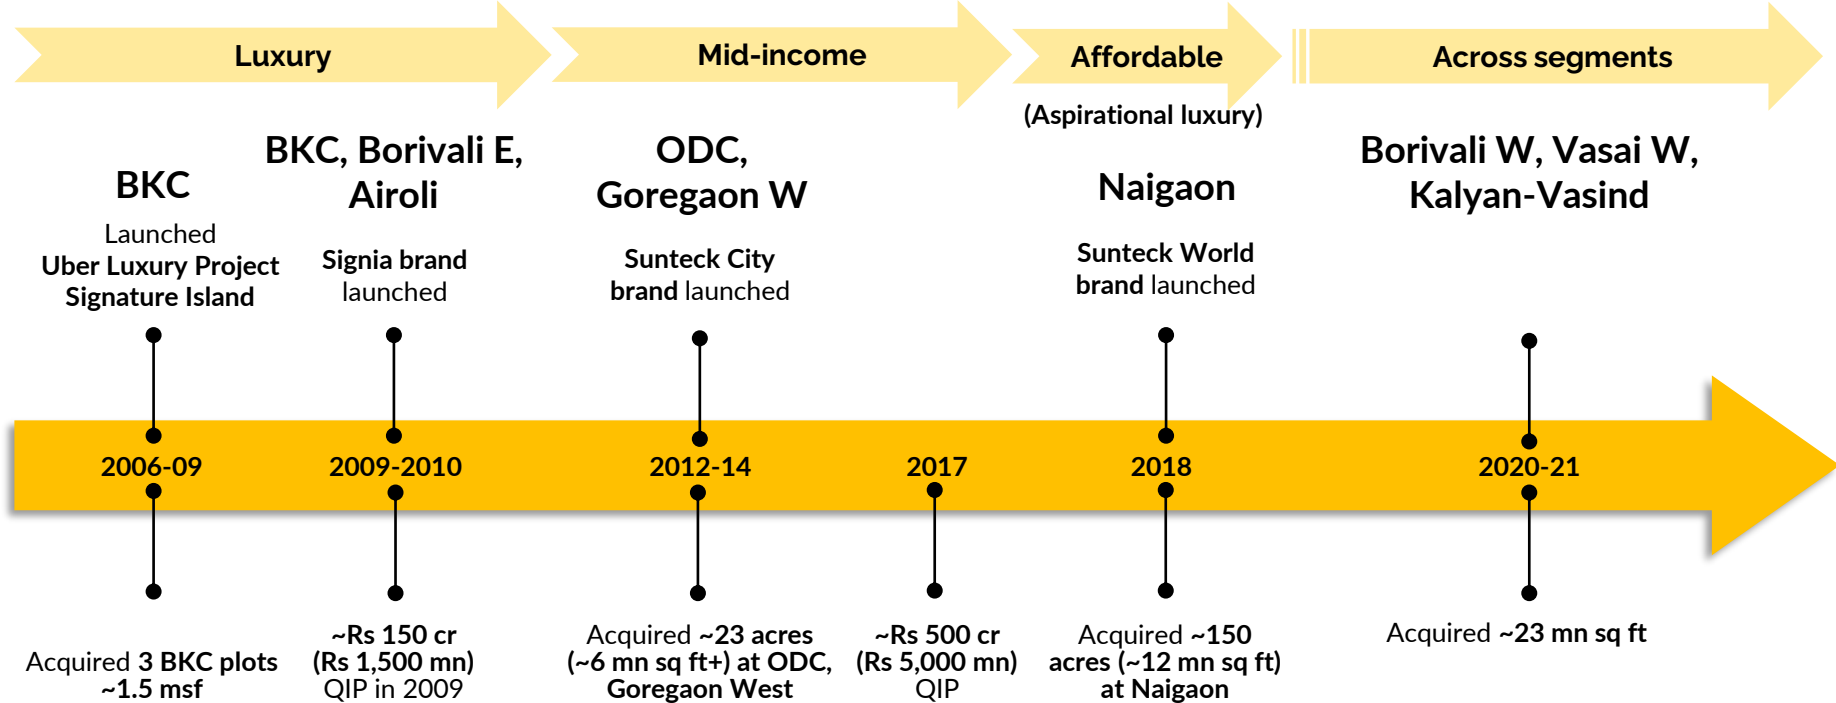 Luxury
Mid-income
Affordable
Across segments
(Aspirational luxury)
BKC
Launched
Uber Luxury Project
Signature Island
BKC, Borivali E,
Airoli
Signia brand
launched
ODC,
Goregaon W
Sunteck City
brand launched
Naigaon
Sunteck World
brand launched
Borivali W, Vasai W,
Kalyan-Vasind
2006-09
2009-2010
2012-14
2017
2018
2020-21
Acquired 3 BKC plots
~1.5 msf
~Rs 150 cr
(Rs 1,500 mn)
QIP in 2009
Acquired ~23 acres
(~6 mn sq ft+) at ODC,
Goregaon West
~Rs 500 cr
(Rs 5,000 mn)
QIP
Acquired ~150
acres (~12 mn sq ft)
at Naigaon
Acquired ~23 mn sq ft